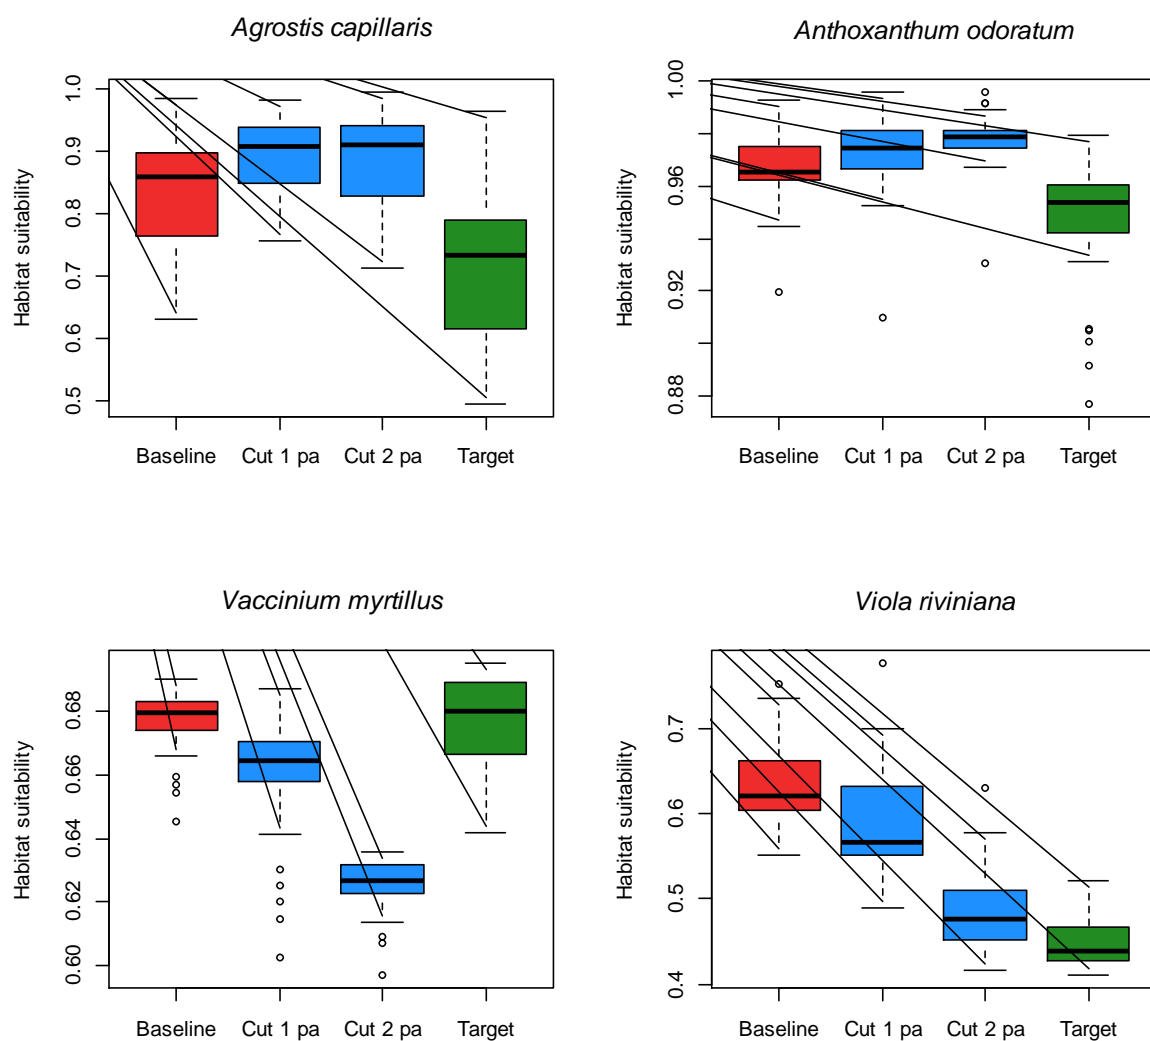 Agrostis capillaris
Habitat suitability
1.0
0.9
0.8
0.7
0.6
0.5
Baseline Cut 1 pa Cut 2 pa Target
Anthoxanthum odoratum
Habitat suitability
1.00
0.96
0.92
0.88
Baseline Cut 1 pa Cut 2 pa Target
Vaccinium myrtillus
Habitat suitability
0.68
0.66
0.64
0.62
0.60
Baseline Cut 1 pa Cut 2 pa Target
Viola riviniana
Habitat suitability
0.7
0.6
0.5
0.4
Baseline Cut 1 pa Cut 2 pa Target